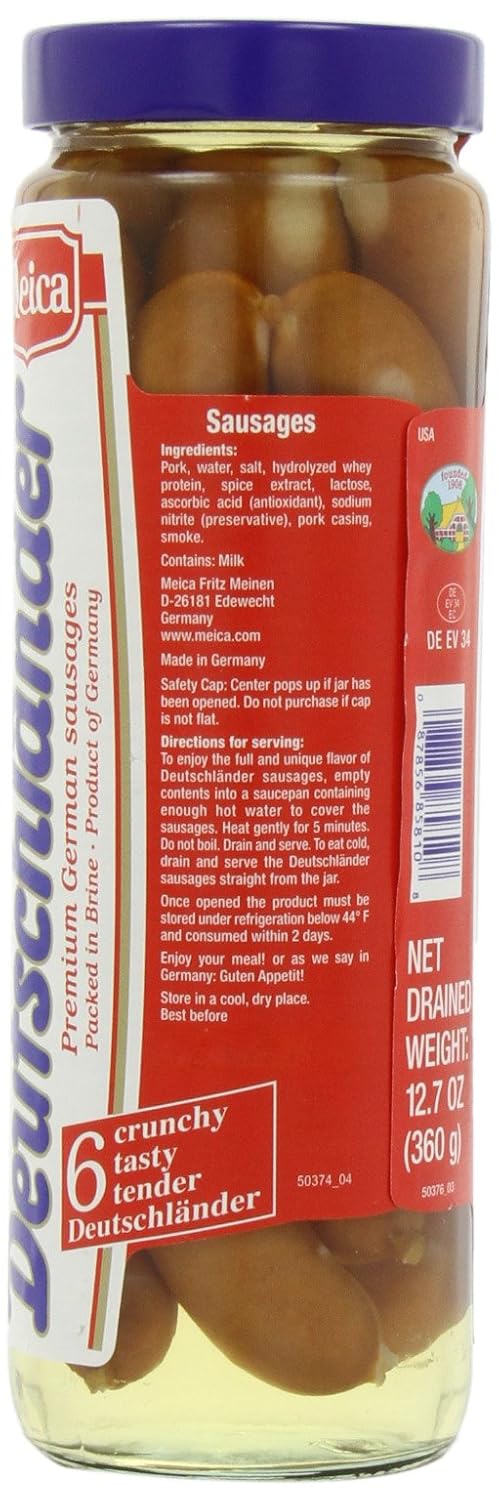 Meica
Deutschländer
Premium German sausages
Packed in Brine · Product of Germany
6 crunchy
tasty
tender
Deutschländer
Sausages
Ingredients:
Pork, water, salt, hydrolyzed whey
protein, spice extract, lactose,
ascorbic acid (antioxidant), sodium
nitrite (preservative), pork casing,
smoke.
Contains: Milk
Meica Fritz Meinen
D-26181 Edewecht
Germany
www.meica.com
Made in Germany
Safety Cap: Center pops up if jar has
been opened. Do not purchase if cap
is not flat.
Directions for serving:
To enjoy the full and unique flavor of
Deutschländer sausages, empty
contents into a saucepan containing
enough hot water to cover the
sausages. Heat gently for 5 minutes.
Do not boil. Drain and serve. To eat cold,
drain and serve the Deutschländer
sausages straight from the jar.
Once opened the product must be
stored under refrigeration below 44° F
and consumed within 2 days.
Enjoy your meal! or as we say in
Germany: Guten Appetit!
Store in a cool, dry place.
Best before
50374_04
USA
founded
1908
DE
EV 34
EC
DE EV 34
0 87856 85810 8
NET
DRAINED
WEIGHT:
12.7 OZ
(360 g)
50376_03